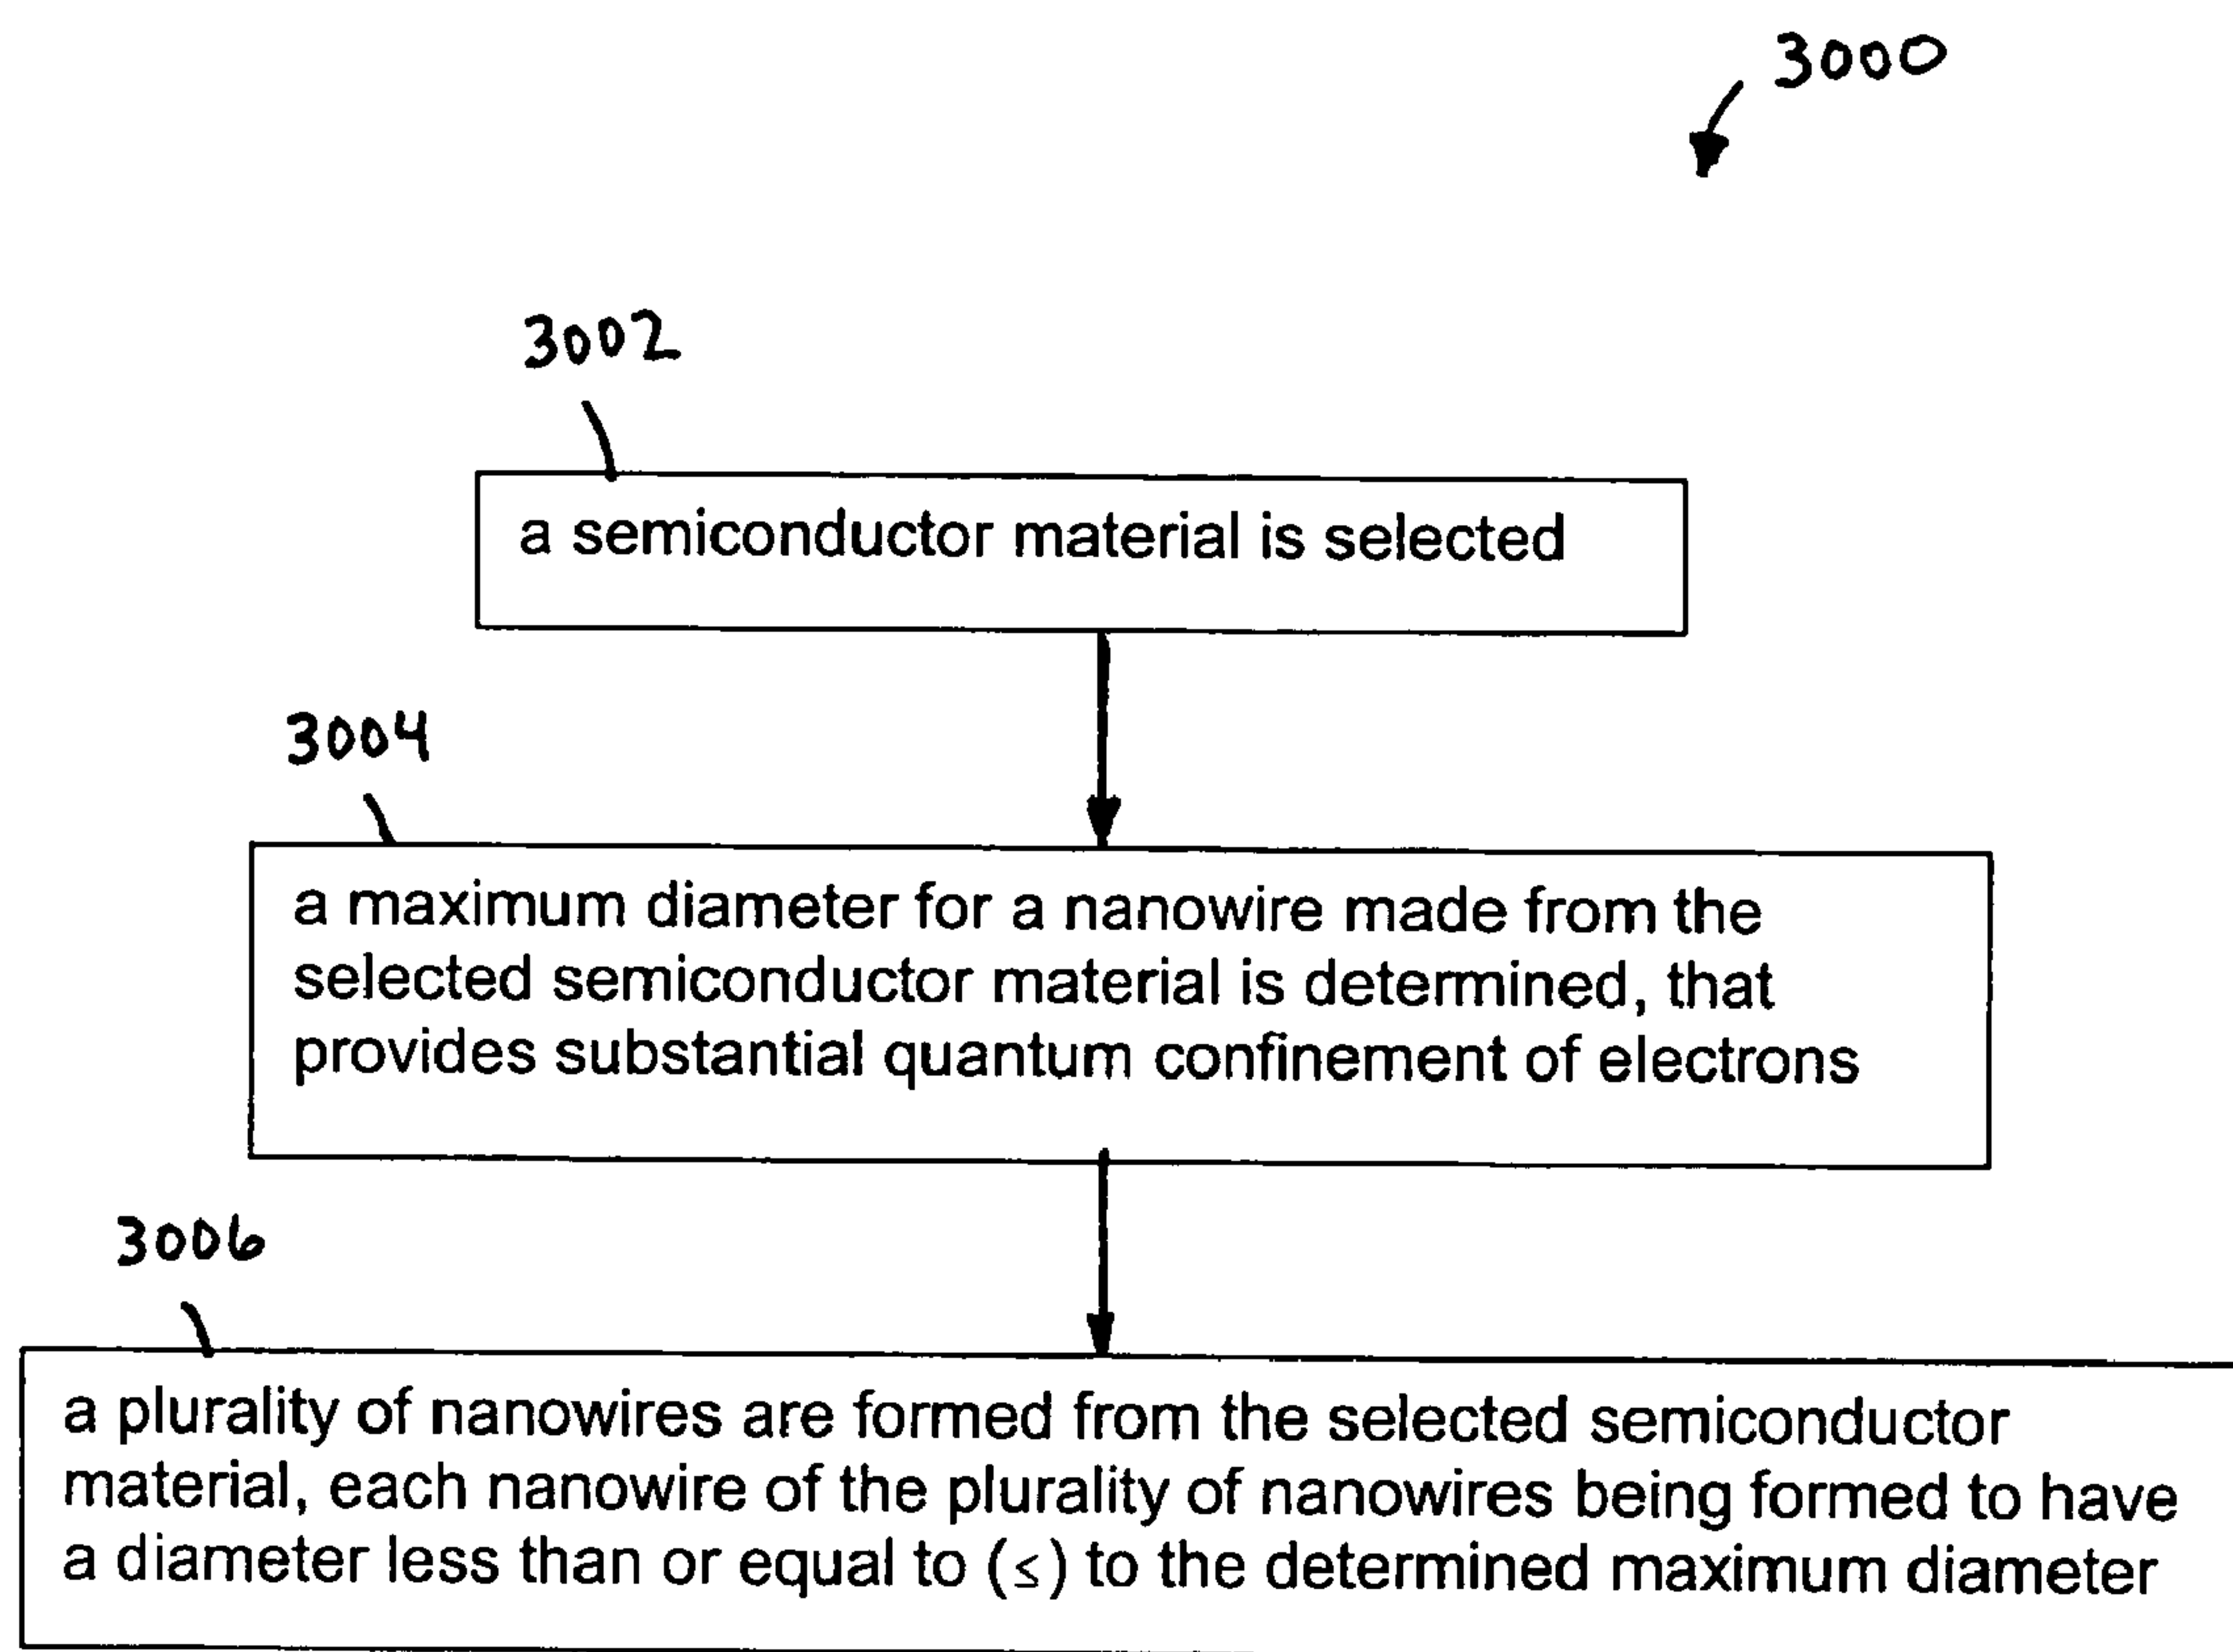 3000
3002
a semiconductor material is selected
3004
a maximum diameter for a nanowire made from the
selected semiconductor material is determined, that
provides substantial quantum confinement of electrons
3006
a plurality of nanowires are formed from the selected semiconductor
material, each nanowire of the plurality of nanowires being formed to have
a diameter less than or equal to (≤) to the determined maximum diameter